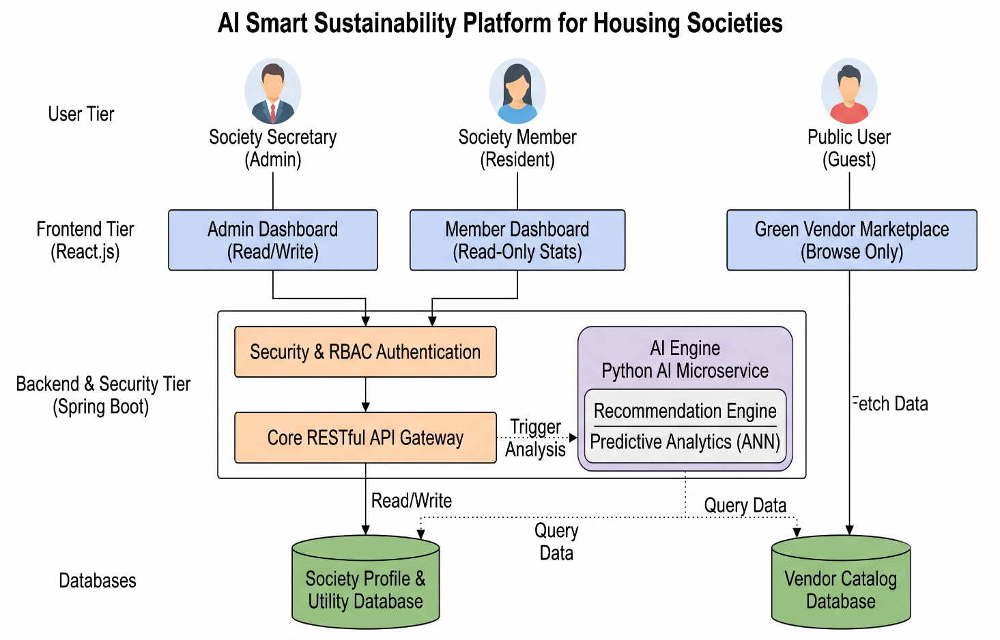 AI Smart Sustainability Platform for Housing Societies
User Tier
Society Secretary
(Admin)
Society Member
(Resident)
Public User
(Guest)
Frontend Tier
(React.js)
Admin Dashboard
(Read/Write)
Member Dashboard
(Read-Only Stats)
Green Vendor Marketplace
(Browse Only)
Backend & Security Tier
(Spring Boot)
Security & RBAC Authentication
Core RESTful API Gateway
Trigger
Analysis
AI Engine
Python AI Microservice
Recommendation Engine
Predictive Analytics (ANN)
Fetch Data
Read/Write
Query
Data
Query Data
Databases
Society Profile &
Utility Database
Vendor Catalog
Database